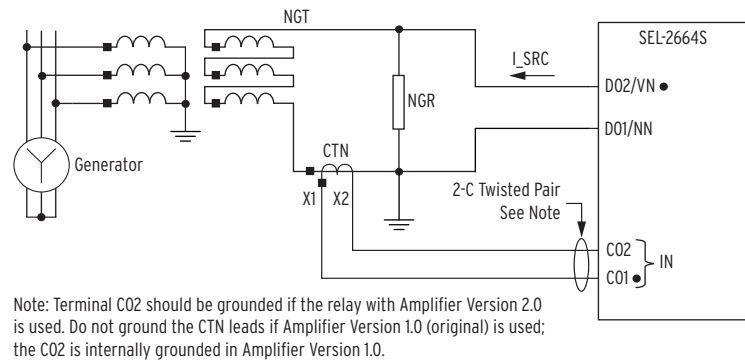 NGT
SEL-2664S
I_SRC
D02/VN
NGR
D01/NN
CTN
Generator
X1 X2
2-C Twisted Pair
See Note
C02
IN
C01
Note: Terminal C02 should be grounded if the relay with Amplifier Version 2.0
is used. Do not ground the CTN leads if Amplifier Version 1.0 (original) is used;
the C02 is internally grounded in Amplifier Version 1.0.